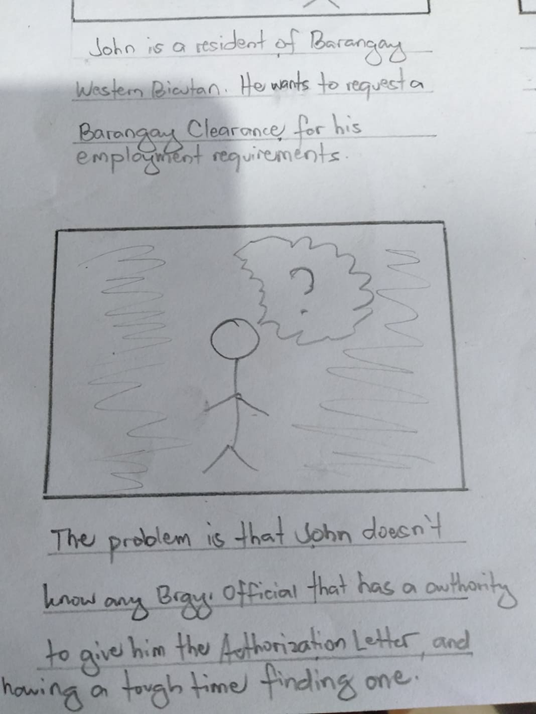 John is a resident of Barangay
Western Bicutan. He wants to request a
Barangay Clearance for his
employment requirements.
?
The problem is that John doesn't
know any Brgy. Official that has a authority
to give him the Authorization Letter, and
having a tough time finding one.